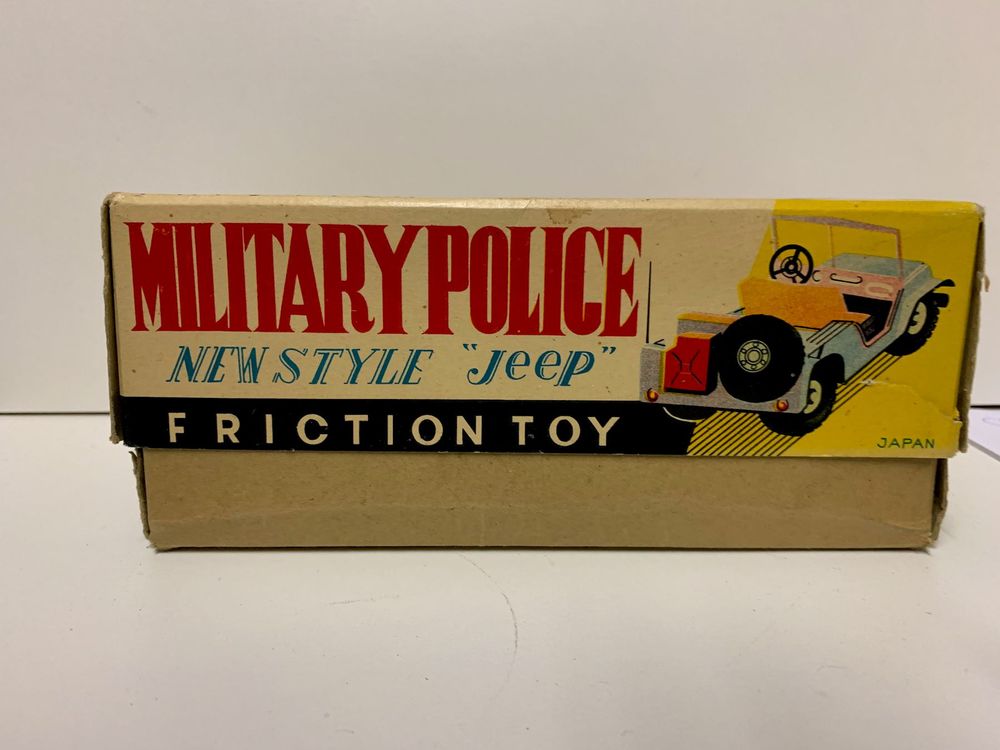 MILITARY POLICE
NEW STYLE "Jeep"
FRICTION TOY
JAPAN